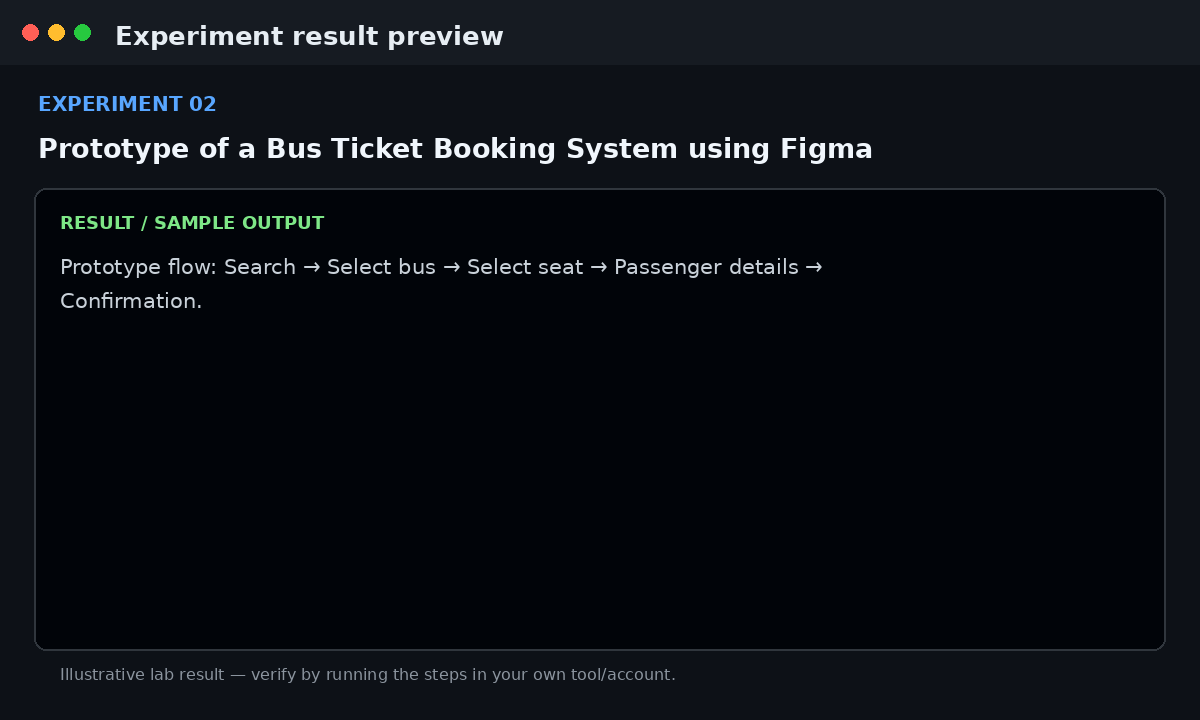 Experiment result preview
EXPERIMENT 02
Prototype of a Bus Ticket Booking System using Figma
RESULT / SAMPLE OUTPUT
Prototype flow: Search → Select bus → Select seat → Passenger details →
Confirmation.
Illustrative lab result — verify by running the steps in your own tool/account.